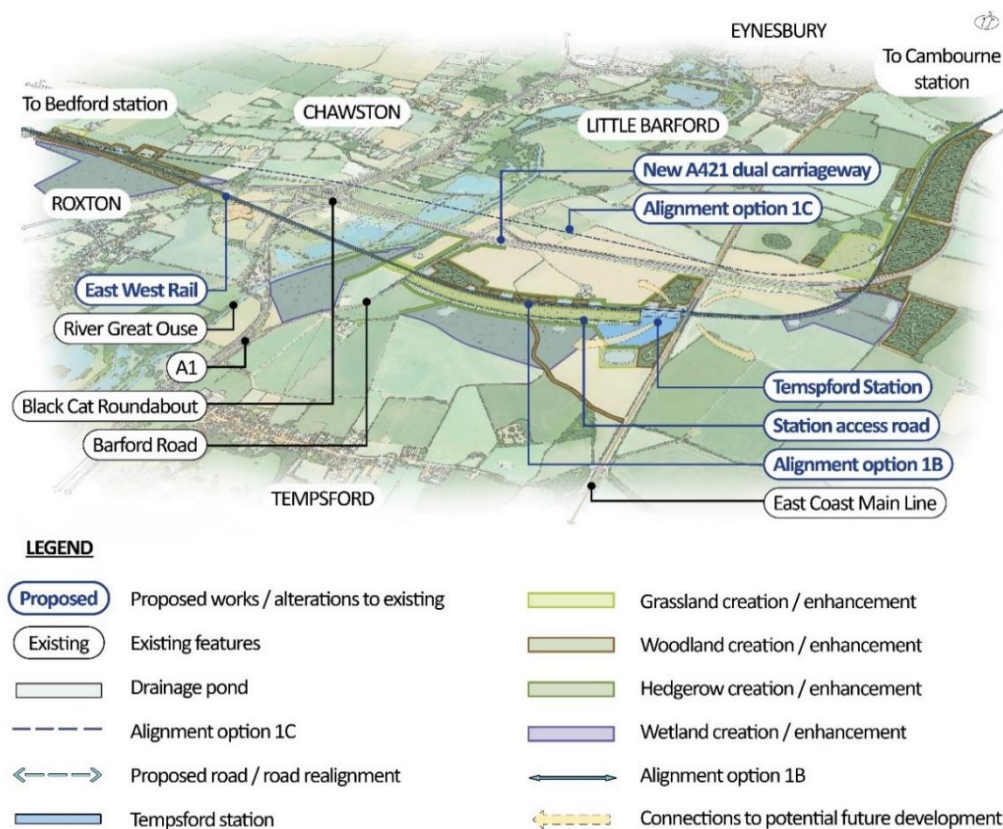 EYNESBURY
To Cambourne
station
To Bedford station
CHAWSTON
LITTLE BARFORD
New A421 dual carriageway
ROXTON
Alignment option 1C
East West Rail
River Great Ouse
A1
Temspford Station
Black Cat Roundabout
Station access road
Barford Road
Alignment option 1B
TEMPSFORD
East Coast Main Line
LEGEND
Proposed
Proposed works / alterations to existing
Grassland creation / enhancement
Existing
Existing features
Woodland creation / enhancement
Drainage pond
Hedgerow creation / enhancement
Alignment option 1C
Wetland creation / enhancement
Proposed road / road realignment
Alignment option 1B
Tempsford station
Connections to potential future development